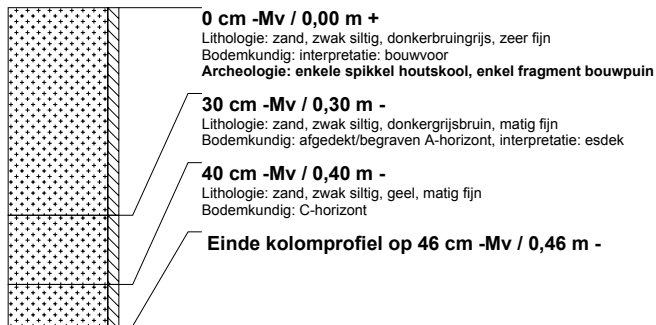 0 cm -Mv / 0,00 m +
Lithologie: zand, zwak siltig, donkerbruingrijs, zeer fijn
Bodemkundig: interpretatie: bouwvoor
Archeologie: enkele spikkel houtskool, enkel fragment bouwpuin
30 cm -Mv / 0,30 m -
Lithologie: zand, zwak siltig, donkergrijsbruin, matig fijn
Bodemkundig: afgedekt/begraven A-horizont, interpretatie: esdek
40 cm -Mv / 0,40 m -
Lithologie: zand, zwak siltig, geel, matig fijn
Bodemkundig: C-horizont
Einde kolomprofiel op 46 cm -Mv / 0,46 m -